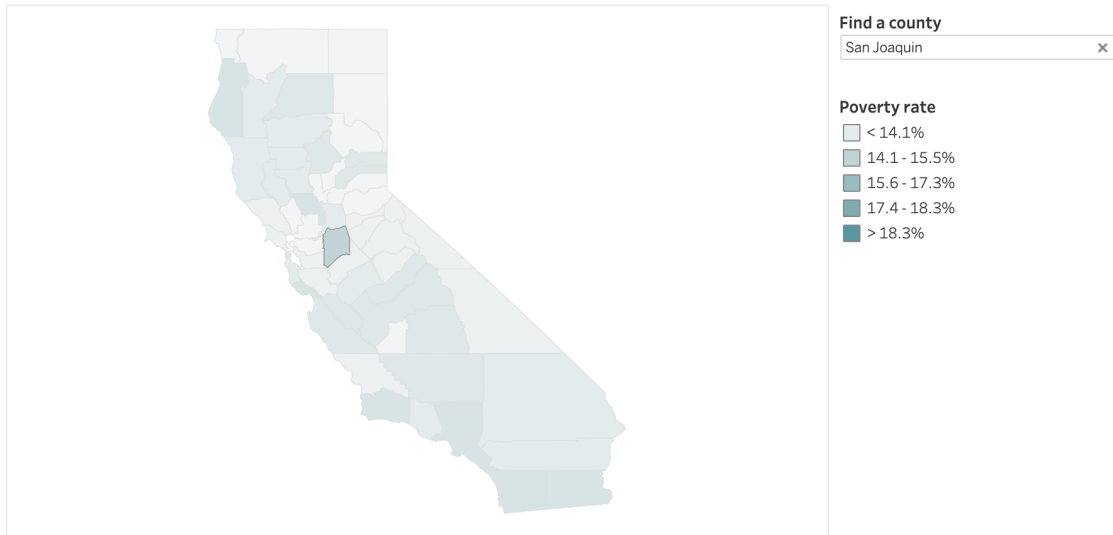 Find a county
San Joaquin
Poverty rate
< 14.1%
14.1 - 15.5%
15.6 - 17.3%
17.4 - 18.3%
> 18.3%